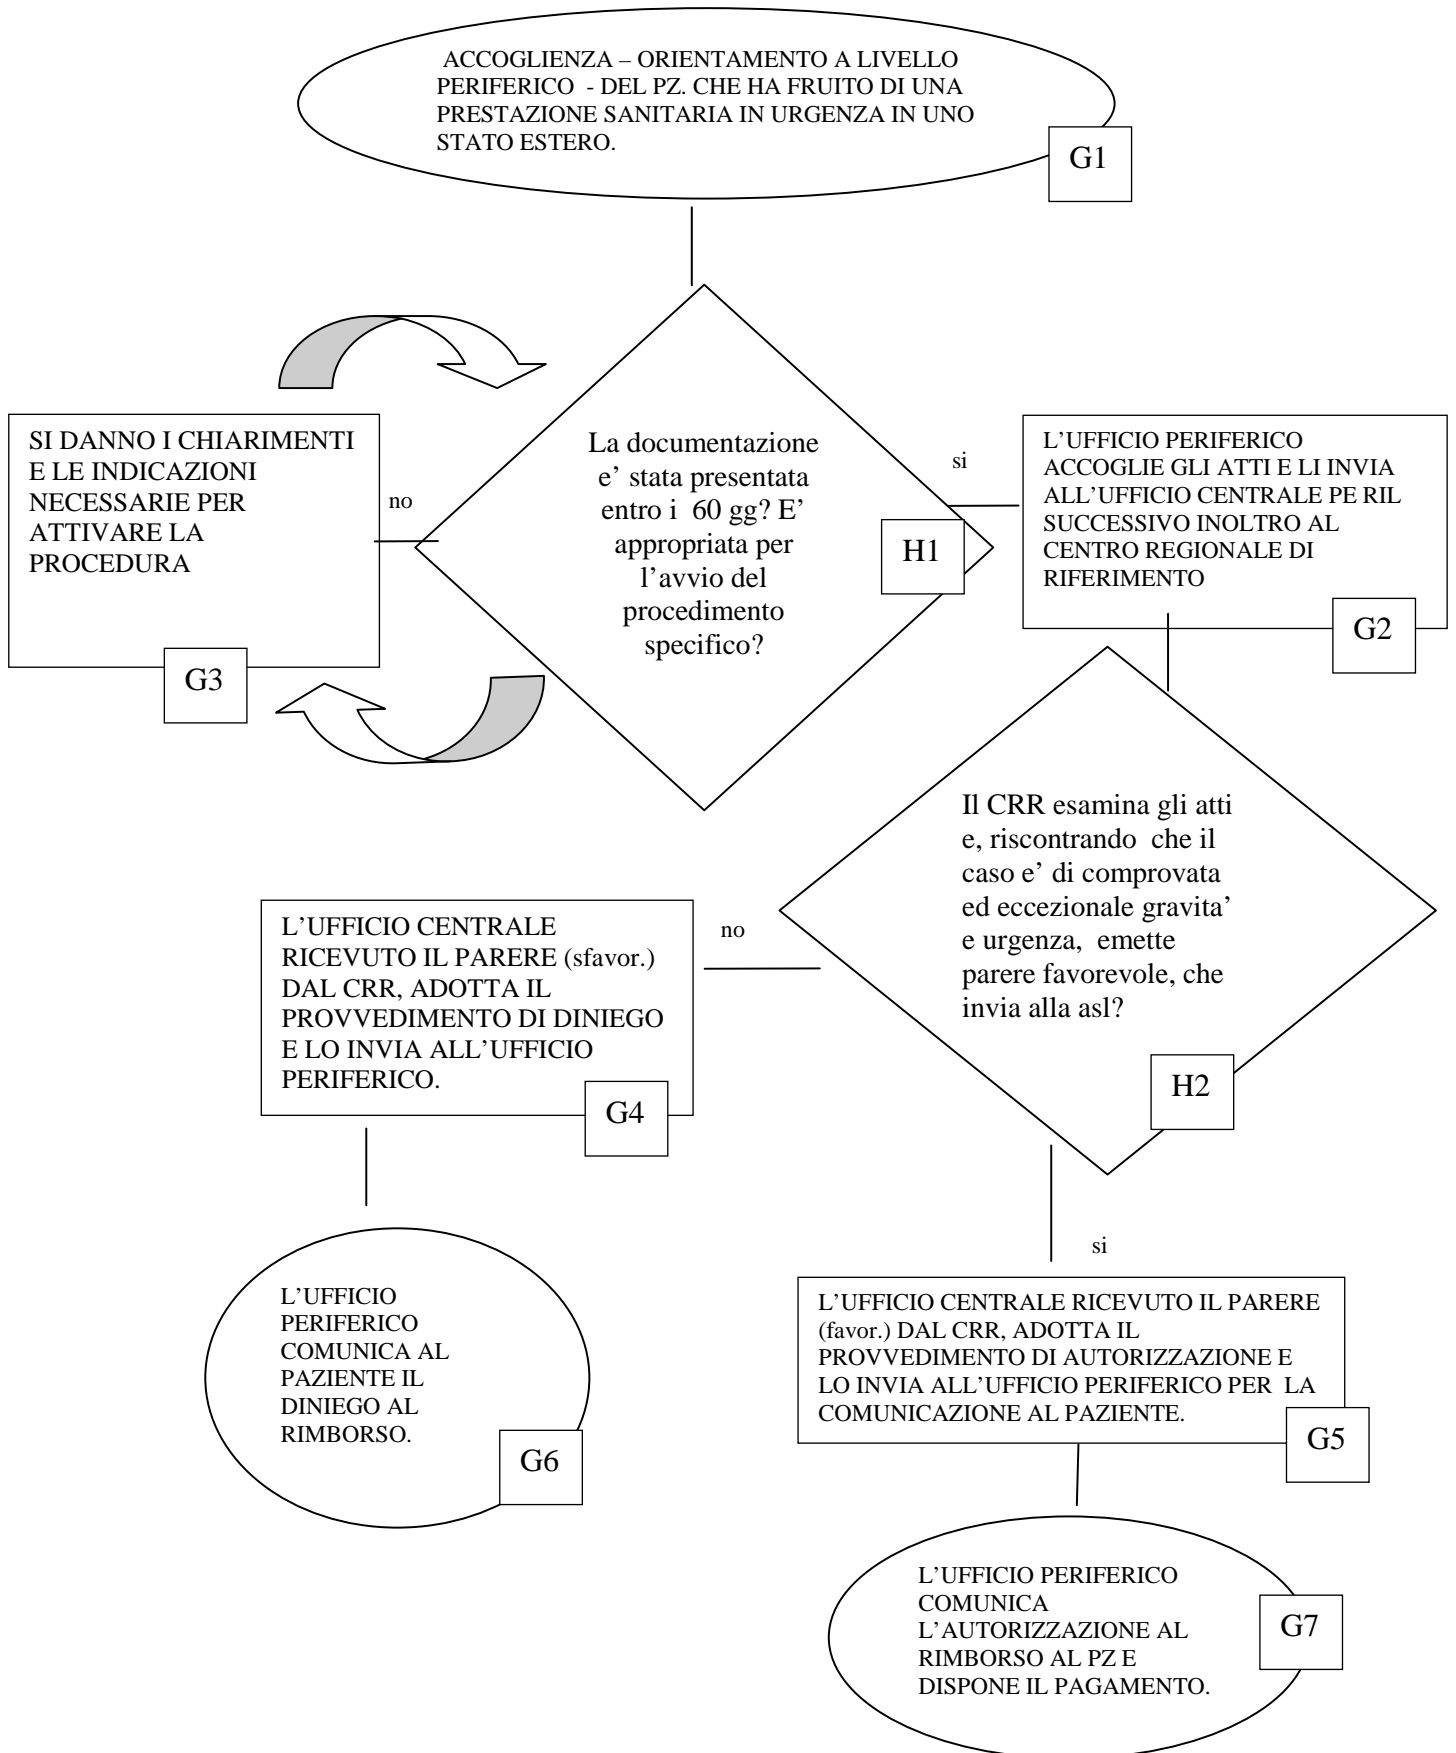 ACCOGLIENZA – ORIENTAMENTO A LIVELLO
PERIFERICO - DEL PZ. CHE HA FRUITO DI UNA
PRESTAZIONE SANITARIA IN URGENZA IN UNO
STATO ESTERO.
G1
SI DANNO I CHIARIMENTI
E LE INDICAZIONI
NECESSARIE PER
ATTIVARE LA
PROCEDURA
G3
no
La documentazione
e’ stata presentata
entro i 60 gg? E’
appropriata per
l’avvio del
procedimento
specifico?
H1
si
L’UFFICIO PERIFERICO
ACCOGLIE GLI ATTI E LI INVIA
ALL’UFFICIO CENTRALE PE RIL
SUCCESSIVO INOLTRO AL
CENTRO REGIONALE DI
RIFERIMENTO
G2
Il CRR esamina gli atti
e, riscontrando che il
caso e’ di comprovata
ed eccezionale gravita’
e urgenza, emette
parere favorevole, che
invia alla asl?
H2
no
L’UFFICIO CENTRALE
RICEVUTO IL PARERE (sfavor.)
DAL CRR, ADOTTA IL
PROVVEDIMENTO DI DINIEGO
E LO INVIA ALL’UFFICIO
PERIFERICO.
G4
si
L’UFFICIO
PERIFERICO
COMUNICA AL
PAZIENTE IL
DINIEGO AL
RIMBORSO.
G6
L’UFFICIO CENTRALE RICEVUTO IL PARERE
(favor.) DAL CRR, ADOTTA IL
PROVVEDIMENTO DI AUTORIZZAZIONE E
LO INVIA ALL’UFFICIO PERIFERICO PER LA
COMUNICAZIONE AL PAZIENTE.
G5
L’UFFICIO PERIFERICO
COMUNICA
L’AUTORIZZAZIONE AL
RIMBORSO AL PZ E
DISPONE IL PAGAMENTO.
G7